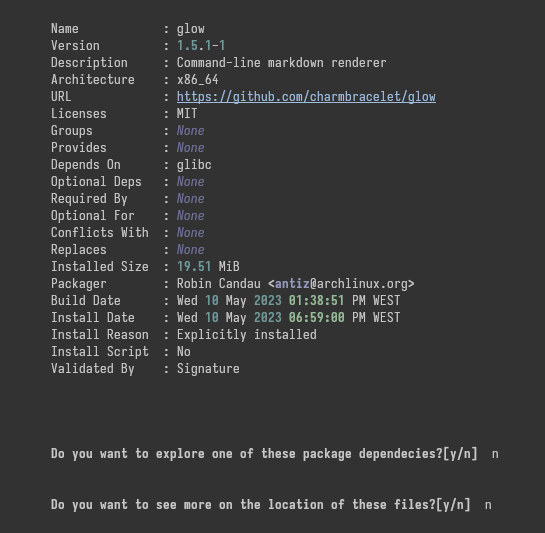 Name : glow
Version : 1.5.1-1
Description : Command-line markdown renderer
Architecture : x86_64
URL : https://github.com/charmbracelet/glow
Licenses : MIT
Groups : None
Provides : None
Depends On : glibc
Optional Deps : None
Required By : None
Optional For : None
Conflicts With : None
Replaces : None
Installed Size : 19.51 MiB
Packager : Robin Candau <antiz@archlinux.org>
Build Date : Wed 10 May 2023 01:38:51 PM WEST
Install Date : Wed 10 May 2023 06:59:00 PM WEST
Install Reason : Explicitly installed
Install Script : No
Validated By : Signature
Do you want to explore one of these package dependecies?[y/n] n
Do you want to see more on the location of these files?[y/n] n